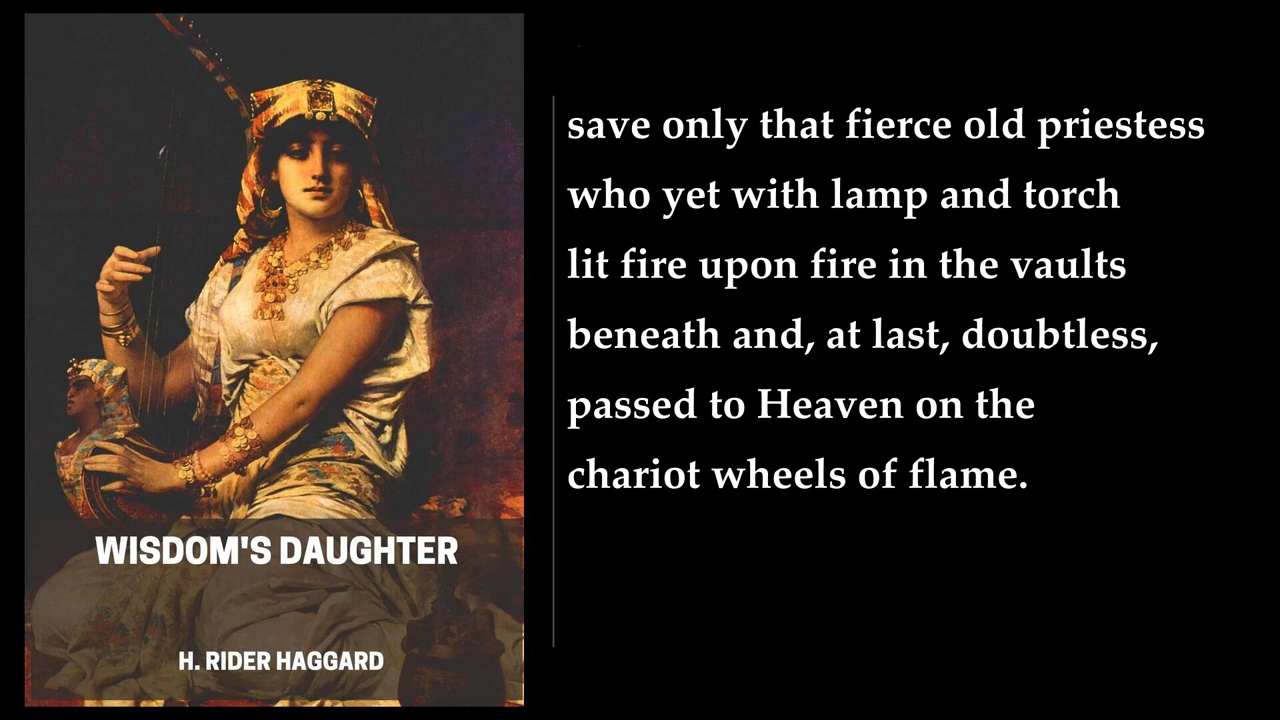 WISDOM'S DAUGHTER
H. RIDER HAGGARD
save only that fierce old priestess
who yet with lamp and torch
lit fire upon fire in the vaults
beneath and, at last, doubtless,
passed to Heaven on the
chariot wheels of flame.